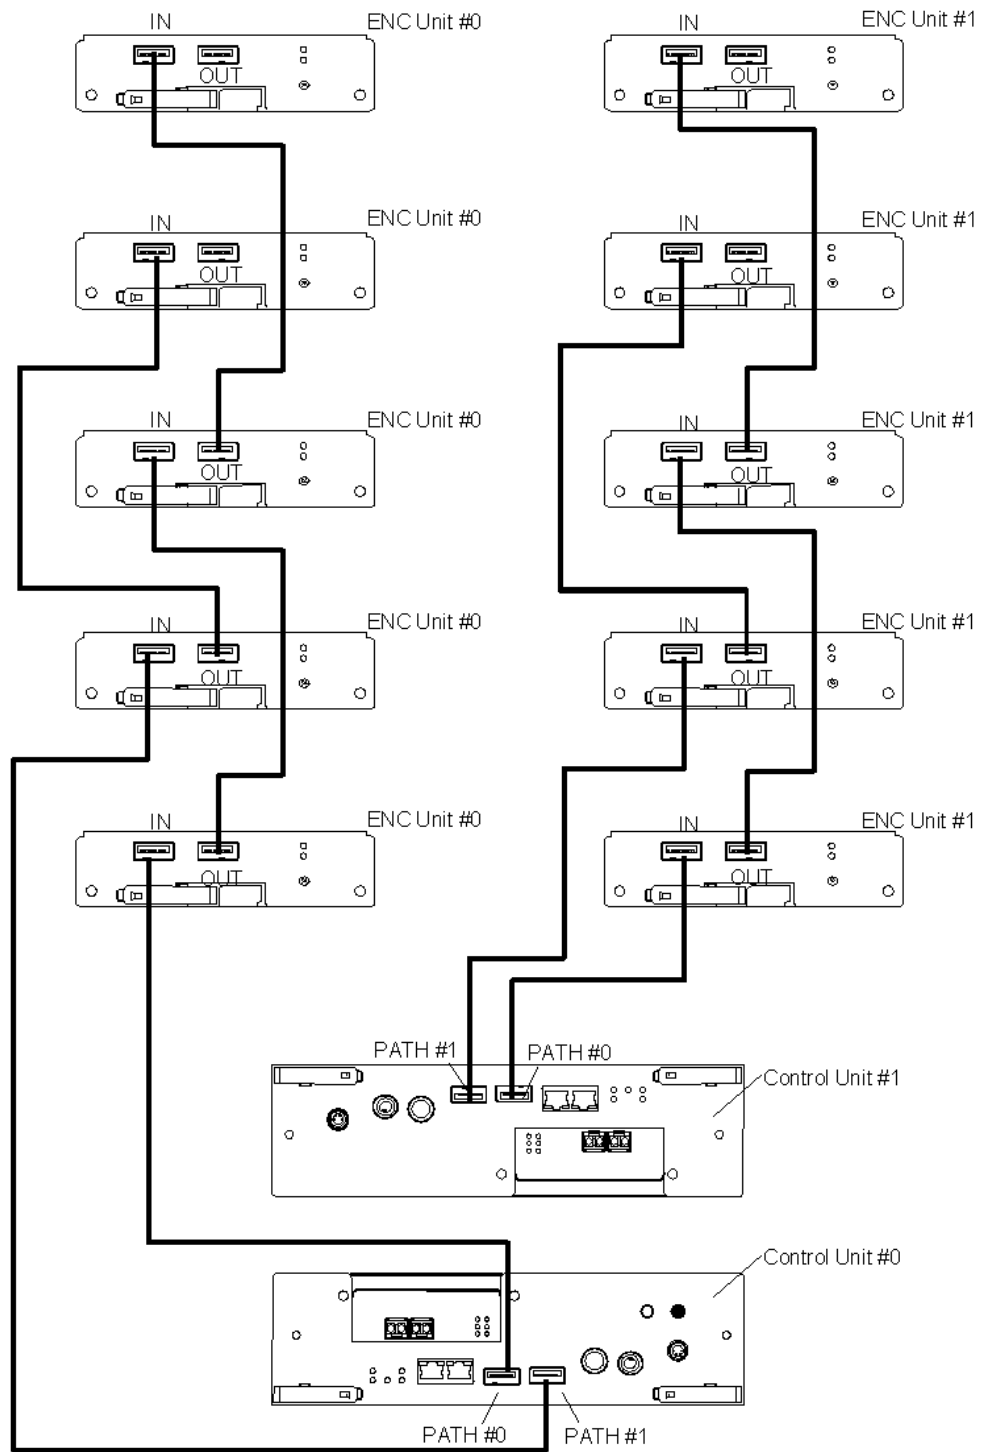 IN ENC Unit #0 IN ENC Unit #1
OUT OUT
IN ENC Unit #0 IN ENC Unit #1
OUT OUT
IN ENC Unit #0 IN ENC Unit #1
OUT OUT
IN ENC Unit #0 IN ENC Unit #1
OUT OUT
IN ENC Unit #0 IN ENC Unit #1
OUT OUT
PATH #1 PATH #0
Control Unit #1
Control Unit #0
PATH #0 PATH #1